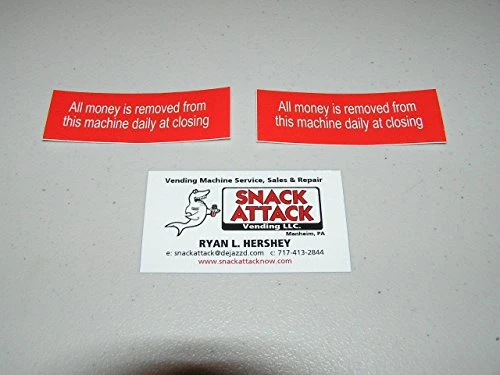 All money is removed from
this machine daily at closing
All money is removed from
this machine daily at closing
Vending Machine Service, Sales & Repair
SNACK
ATTACK
Vending LLC.
Manheim, PA
RYAN L. HERSHEY
e: snackattack@dejazzd.com c: 717-413-2844
www.snackattacknow.com